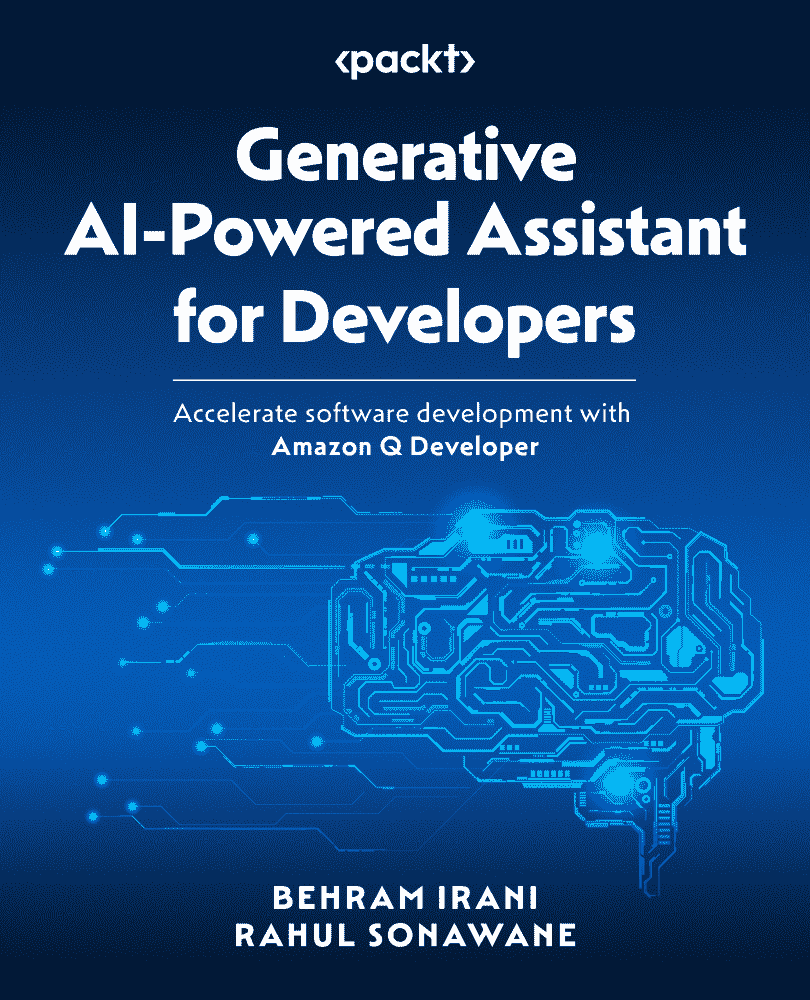 <packt>
Generative
AI-Powered Assistant
for Developers
Accelerate software development with
Amazon Q Developer
BEHRAM IRANI
RAHUL SONAWANE